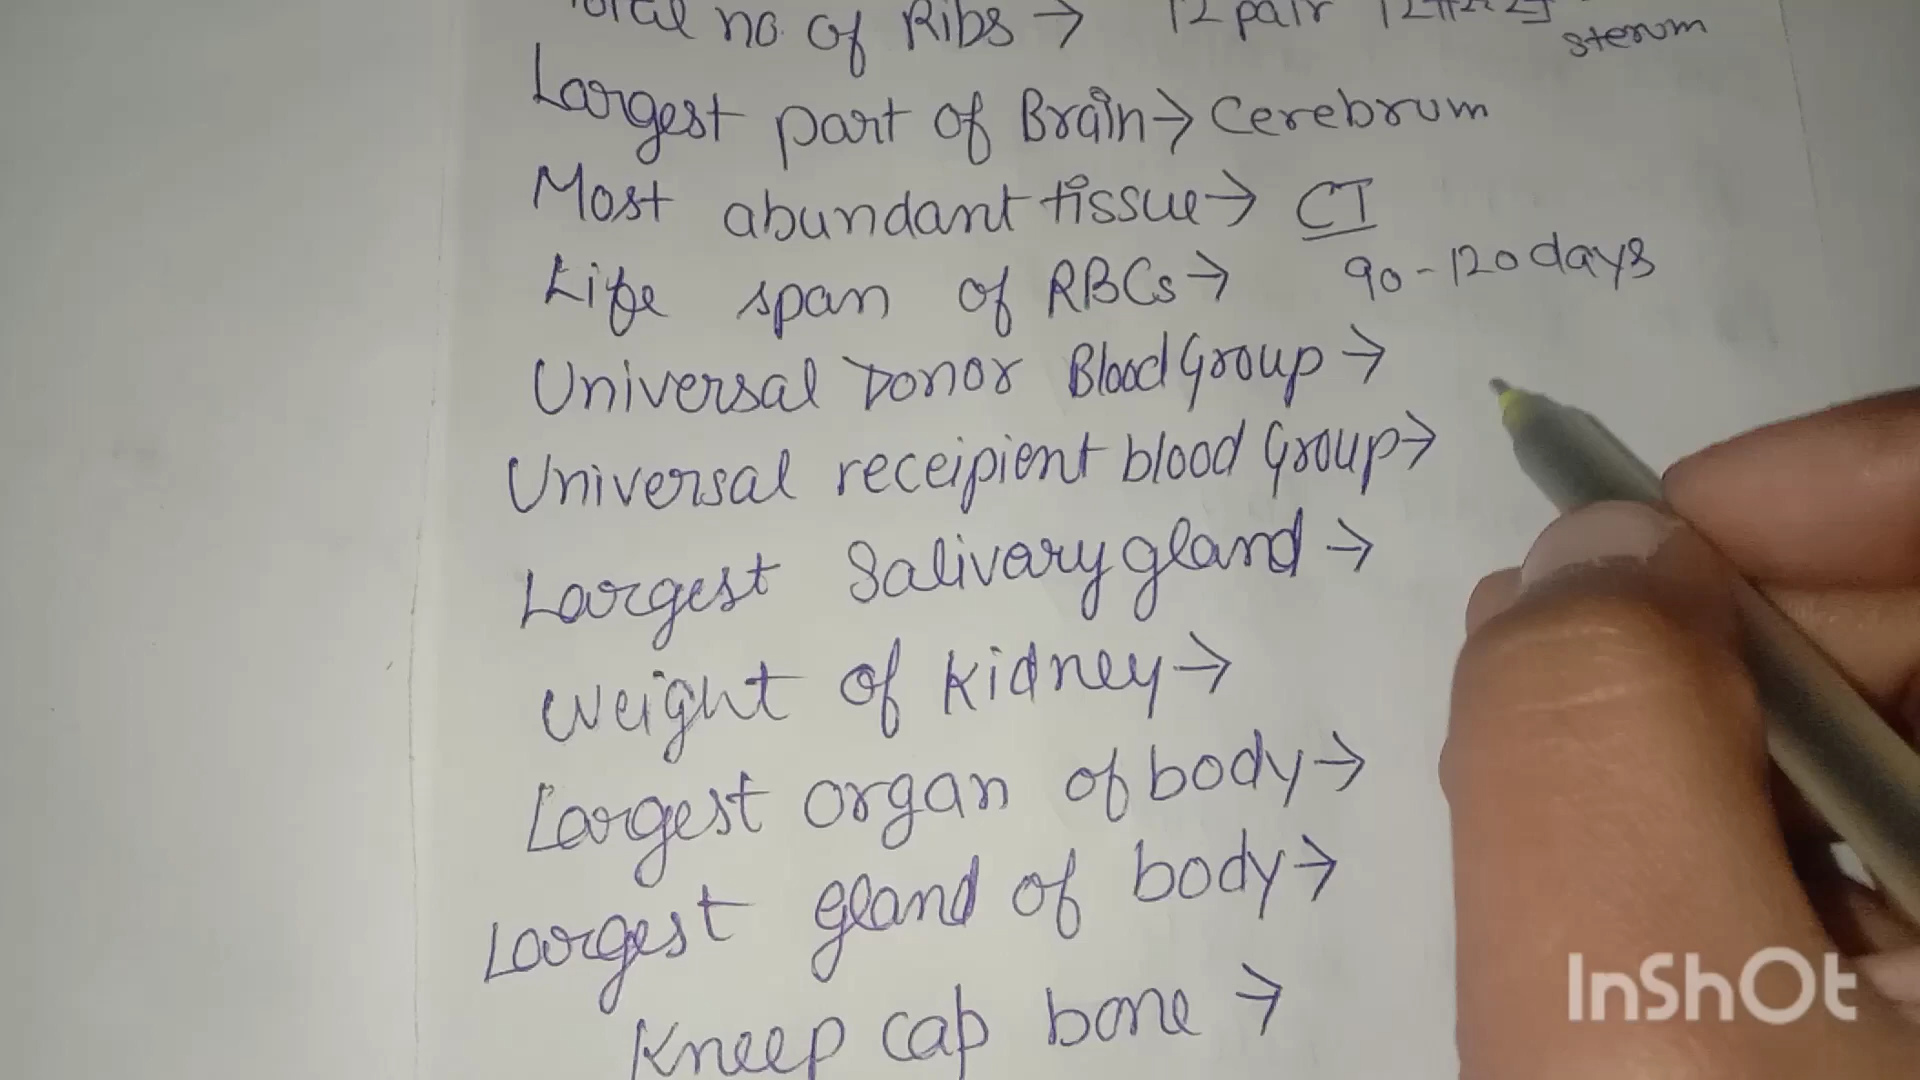 Total no. of Ribs → 12 pair
sterum
Largest part of Brain → Cerebrum
Most abundant tissue → CT
Life span of RBCs → 90-120 days
Universal Donor Blood Group →
Universal receipient blood Group →
Largest Salivary gland →
Weight of Kidney →
Largest organ of body →
Largest gland of body →
Kneep cap bone →
InShOt